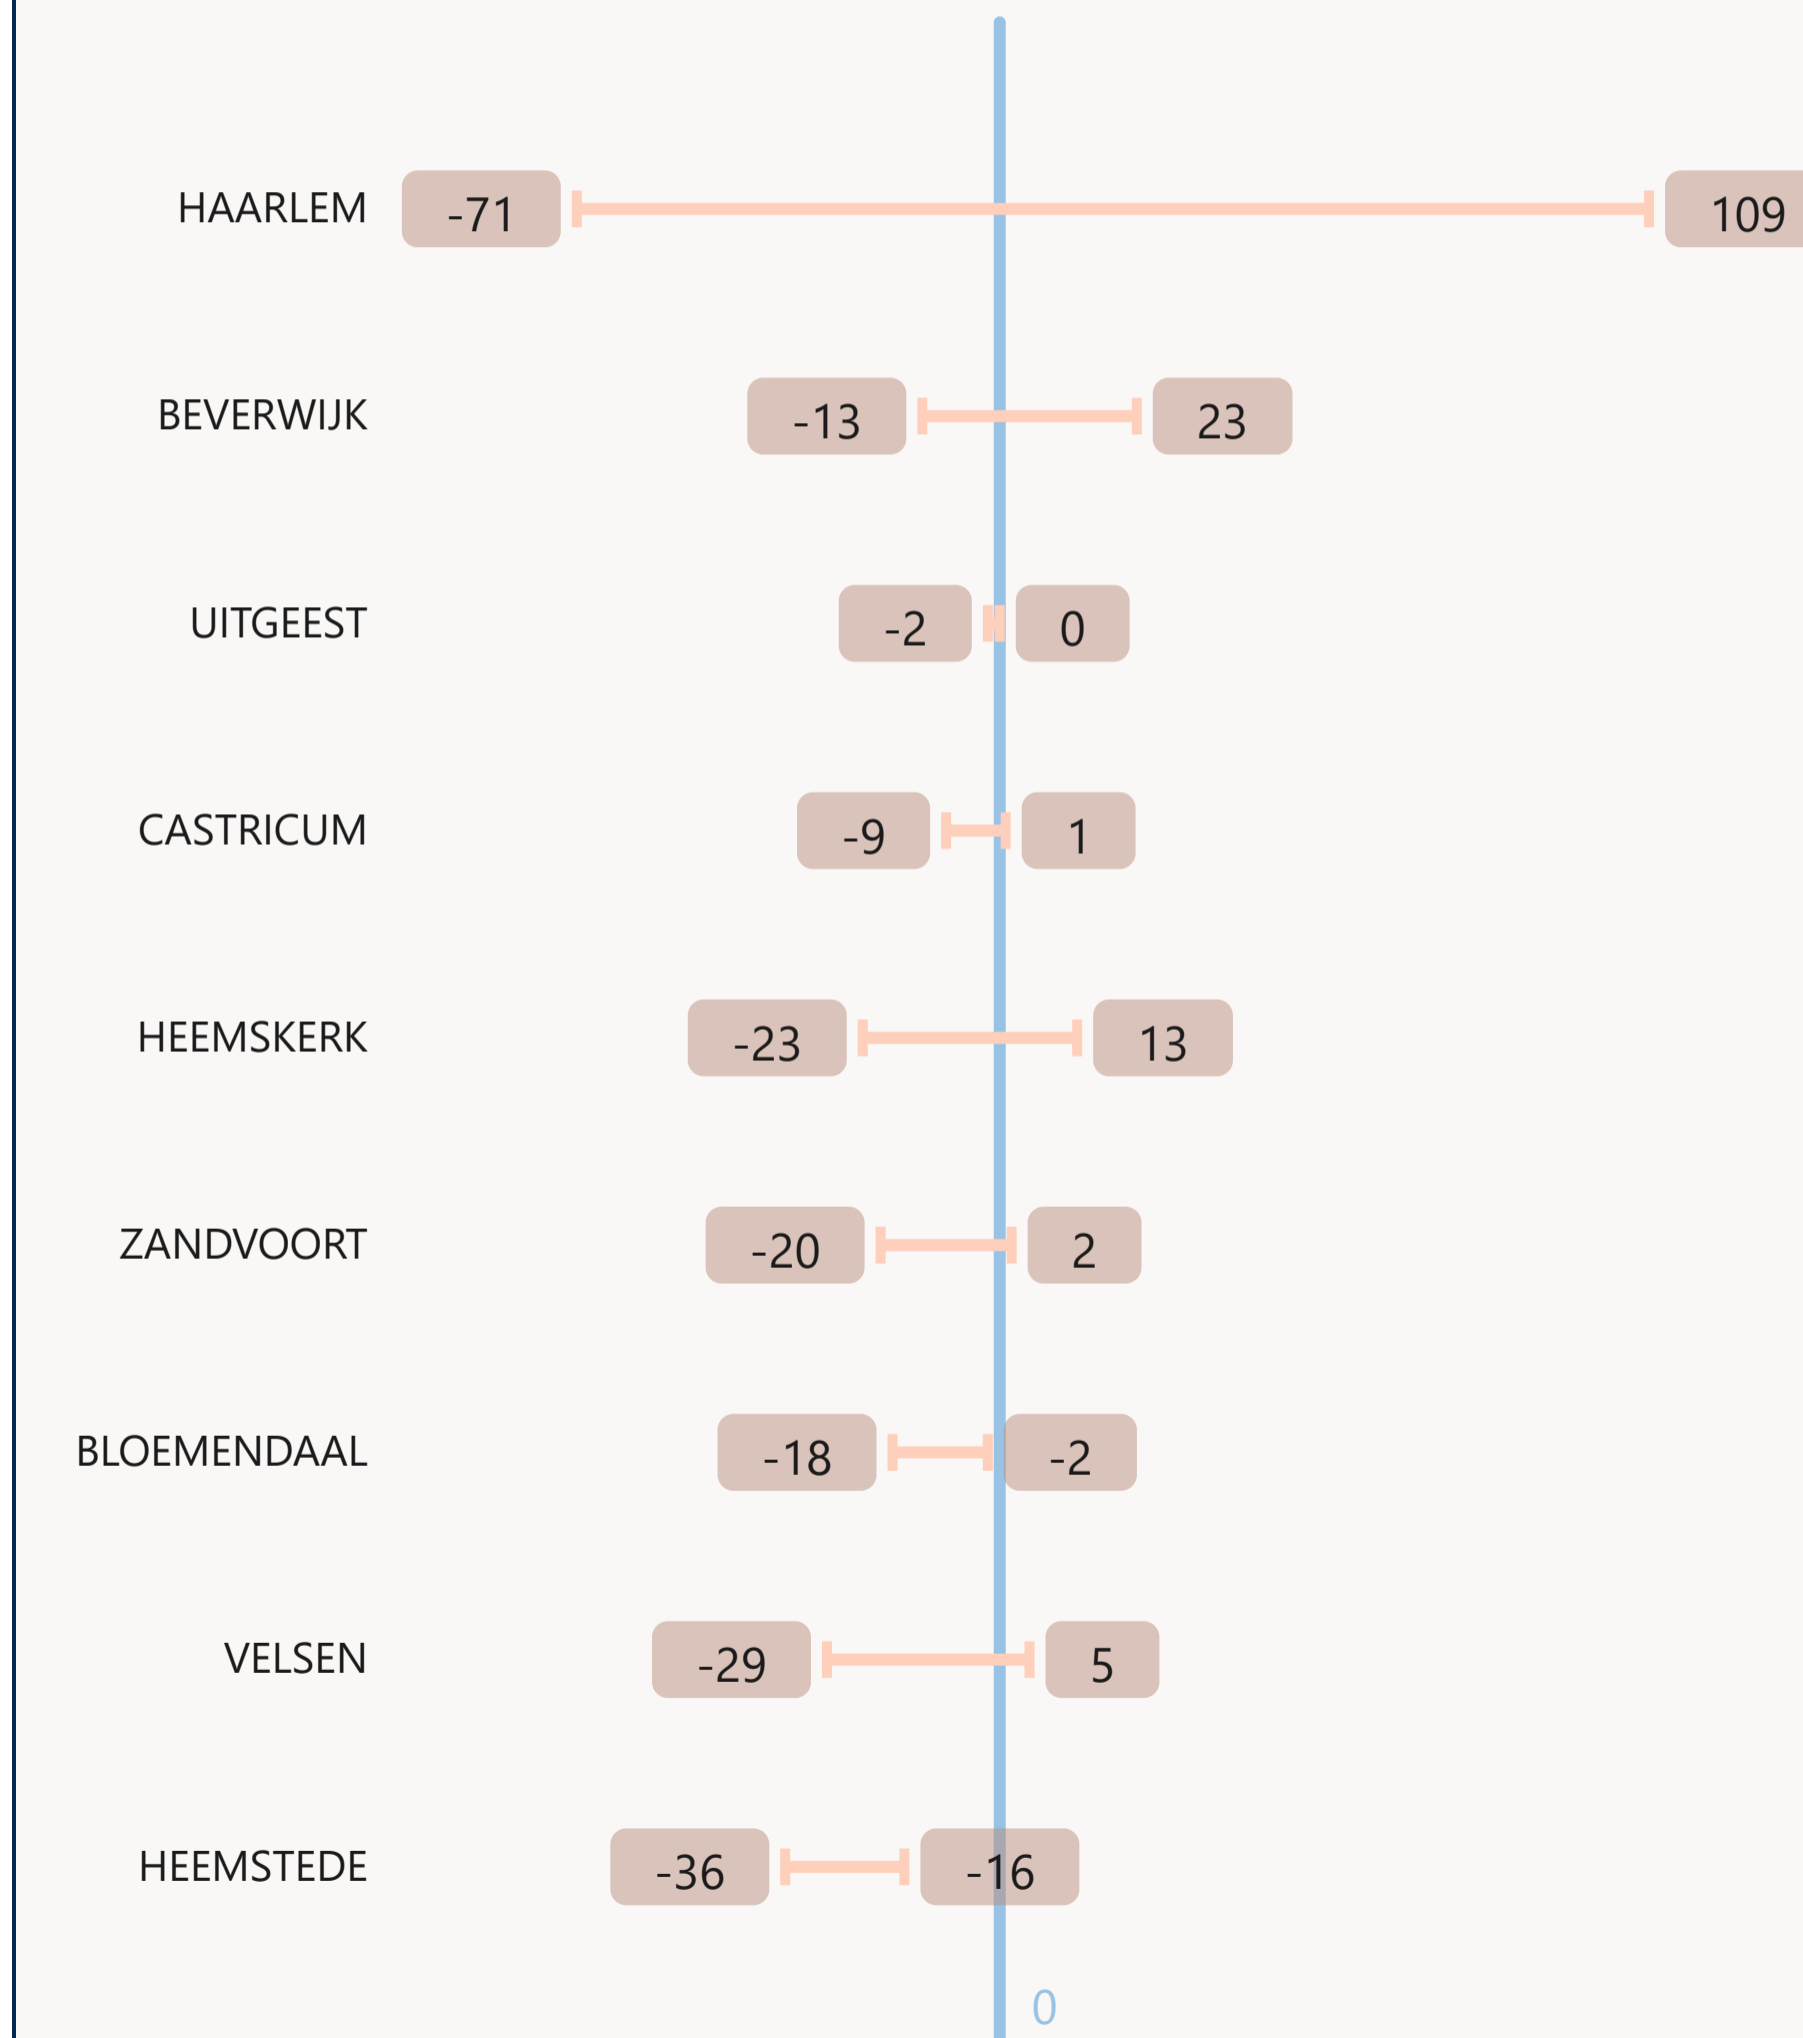 HAARLEM -71 109
BEVERWIJK -13 23
UITGEEST -2 0
CASTRICUM -9 1
HEEMSKERK -23 13
ZANDVOORT -20 2
BLOEMENDAAL -18 -2
VELSEN -29 5
HEEMSTEDE -36 -16
0